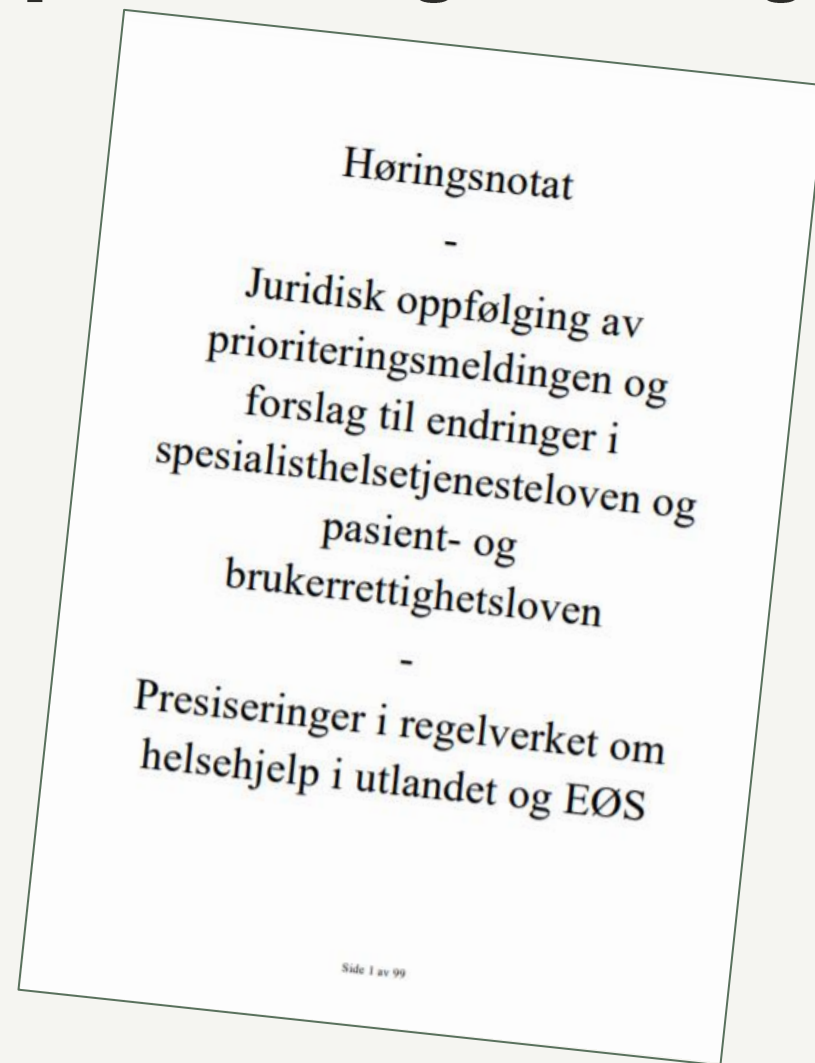 Høringsnotat
-
Juridisk oppfølging av
prioriteringsmeldingen og
forslag til endringer i
spesialisthelsetjenesteloven og
pasient- og
brukerrettighetsloven
-
Presiseringer i regelverket om
helsehjelp i utlandet og EØS
Side 1 av 99